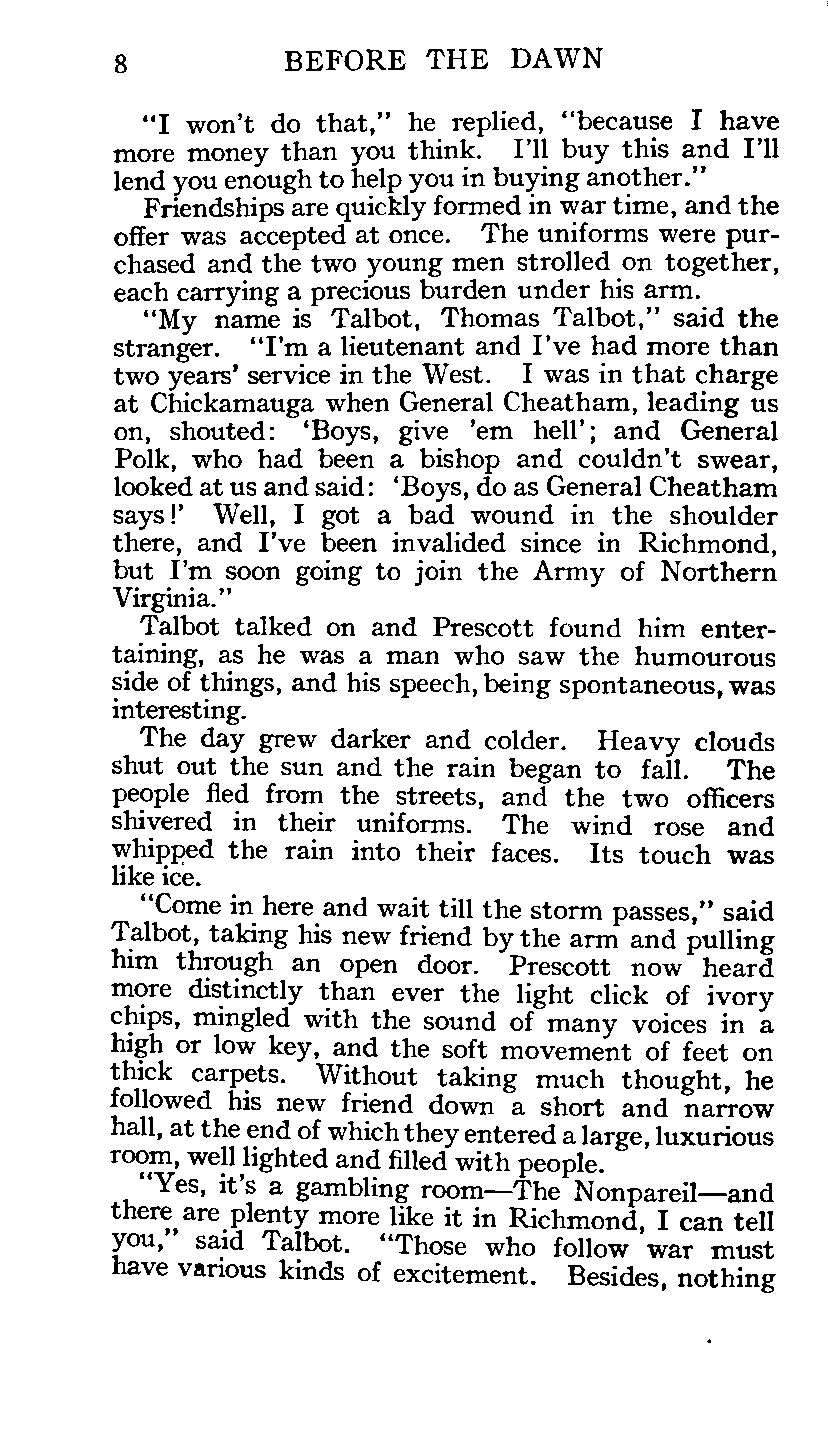 8 BEFORE THE DAWN
"I won't do that," he replied, "because I have
more money than you think. I'll buy this and I'll
lend you enough to help you in buying another."
Friendships are quickly formed in war time, and the
offer was accepted at once. The uniforms were pur-
chased and the two young men strolled on together,
each carrying a precious burden under his arm.
"My name is Talbot, Thomas Talbot," said the
stranger. "I'm a lieutenant and I've had more than
two years' service in the West. I was in that charge
at Chickamauga when General Cheatham, leading us
on, shouted: 'Boys, give 'em hell'; and General
Polk, who had been a bishop and couldn't swear,
looked at us and said: 'Boys, do as General Cheatham
says!' Well, I got a bad wound in the shoulder
there, and I've been invalided since in Richmond,
but I'm soon going to join the Army of Northern
Virginia."
Talbot talked on and Prescott found him enter-
taining, as he was a man who saw the humourous
side of things, and his speech, being spontaneous, was
interesting.
The day grew darker and colder. Heavy clouds
shut out the sun and the rain began to fall. The
people fled from the streets, and the two officers
shivered in their uniforms. The wind rose and
whipped the rain into their faces. Its touch was
like ice.
"Come in here and wait till the storm passes," said
Talbot, taking his new friend by the arm and pulling
him through an open door. Prescott now heard
more distinctly than ever the light click of ivory
chips, mingled with the sound of many voices in a
high or low key, and the soft movement of feet on
thick carpets. Without taking much thought, he
followed his new friend down a short and narrow
hall, at the end of which they entered a large, luxurious
room, well lighted and filled with people.
"Yes, it's a gambling room—The Nonpareil—and
there are plenty more like it in Richmond, I can tell
you," said Talbot. "Those who follow war must
have various kinds of excitement. Besides, nothing